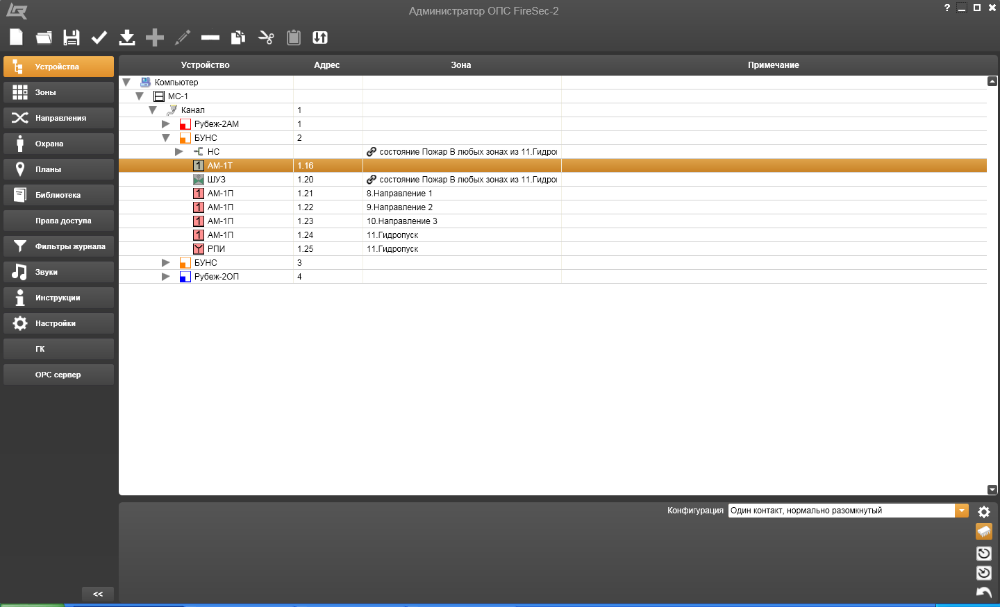 Администратор ОПС FireSec-2
?
Устройства
Зоны
Направления
Охрана
Планы
Библиотека
Права доступа
Фильтры журнала
Звуки
Инструкции
Настройки
ГК
ОРС сервер
<<
Устройство Адрес Зона Примечание
Компьютер
МС-1
Канал 1
Рубеж-2АМ 1
БУНС 2
НС состояние Пожар В любых зонах из 11.Гидро
1 АМ-1Т 1.16
ШУЗ 1.20 состояние Пожар В любых зонах из 11.Гидро
1 АМ-1П 1.21 8.Направление 1
1 АМ-1П 1.22 9.Направление 2
1 АМ-1П 1.23 10.Направление 3
1 АМ-1П 1.24 11.Гидропуск
РПИ 1.25 11.Гидропуск
БУНС 3
Рубеж-2ОП 4
Конфигурация Один контакт, нормально разомкнутый